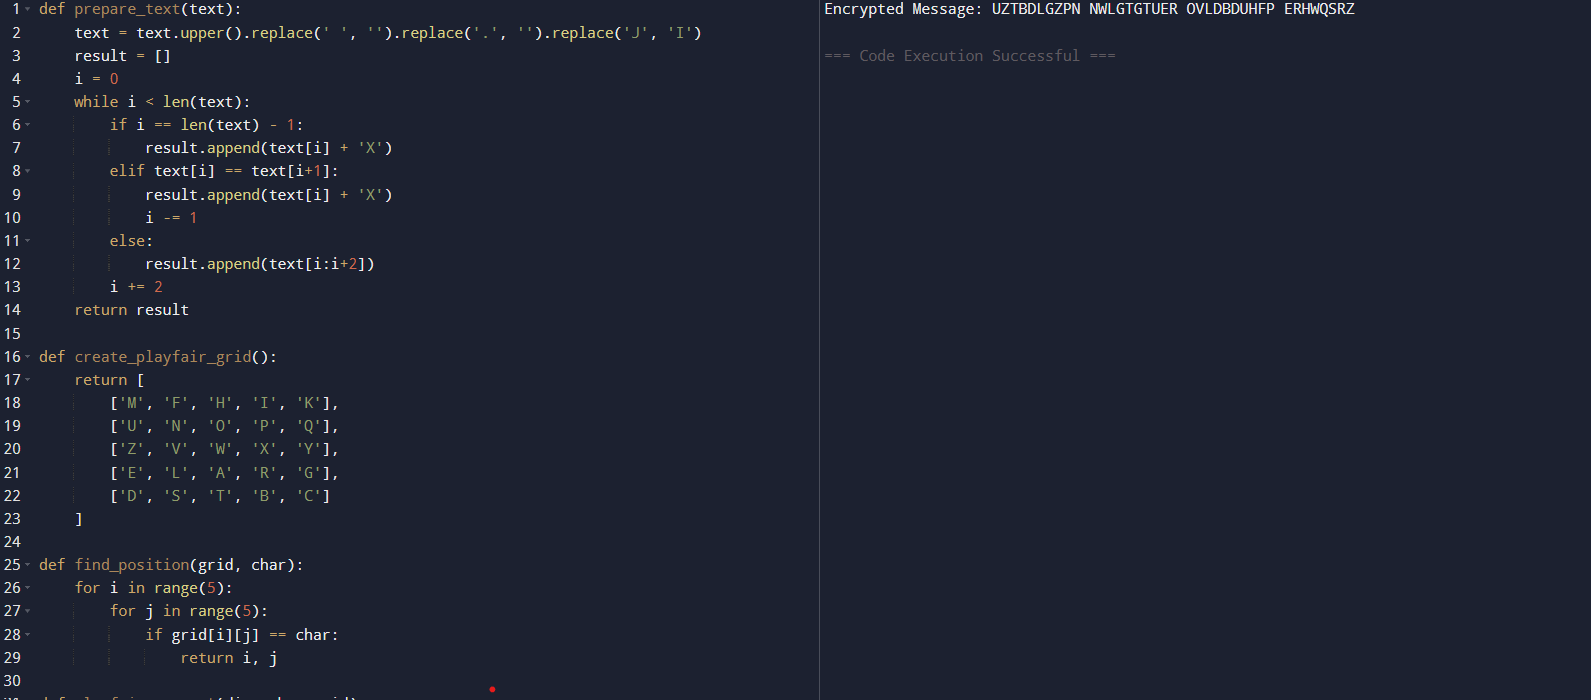 1 def prepare_text(text):
2 text = text.upper().replace(' ', '').replace('.', '').replace('J', 'I')
3 result = []
4 i = 0
5 while i < len(text):
6 if i == len(text) - 1:
7 result.append(text[i] + 'X')
8 elif text[i] == text[i+1]:
9 result.append(text[i] + 'X')
10 i -= 1
11 else:
12 result.append(text[i:i+2])
13 i += 2
14 return result
15
16 def create_playfair_grid():
17 return [
18 ['M', 'F', 'H', 'I', 'K'],
19 ['U', 'N', 'O', 'P', 'Q'],
20 ['Z', 'V', 'W', 'X', 'Y'],
21 ['E', 'L', 'A', 'R', 'G'],
22 ['D', 'S', 'T', 'B', 'C']
23 ]
24
25 def find_position(grid, char):
26 for i in range(5):
27 for j in range(5):
28 if grid[i][j] == char:
29 return i, j
30
Encrypted Message: UZTBDLGZPN NWLGTGTUER OVLDBDUHFP ERHWQSRZ
=== Code Execution Successful ===